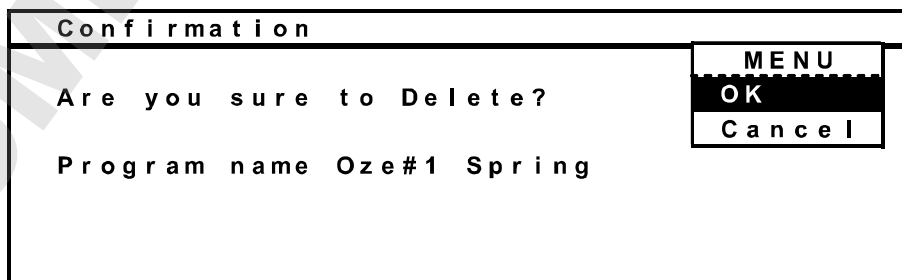 Confirmation
MENU
Are you sure to Delete?
OK
Cancel
Program name Oze#1 Spring